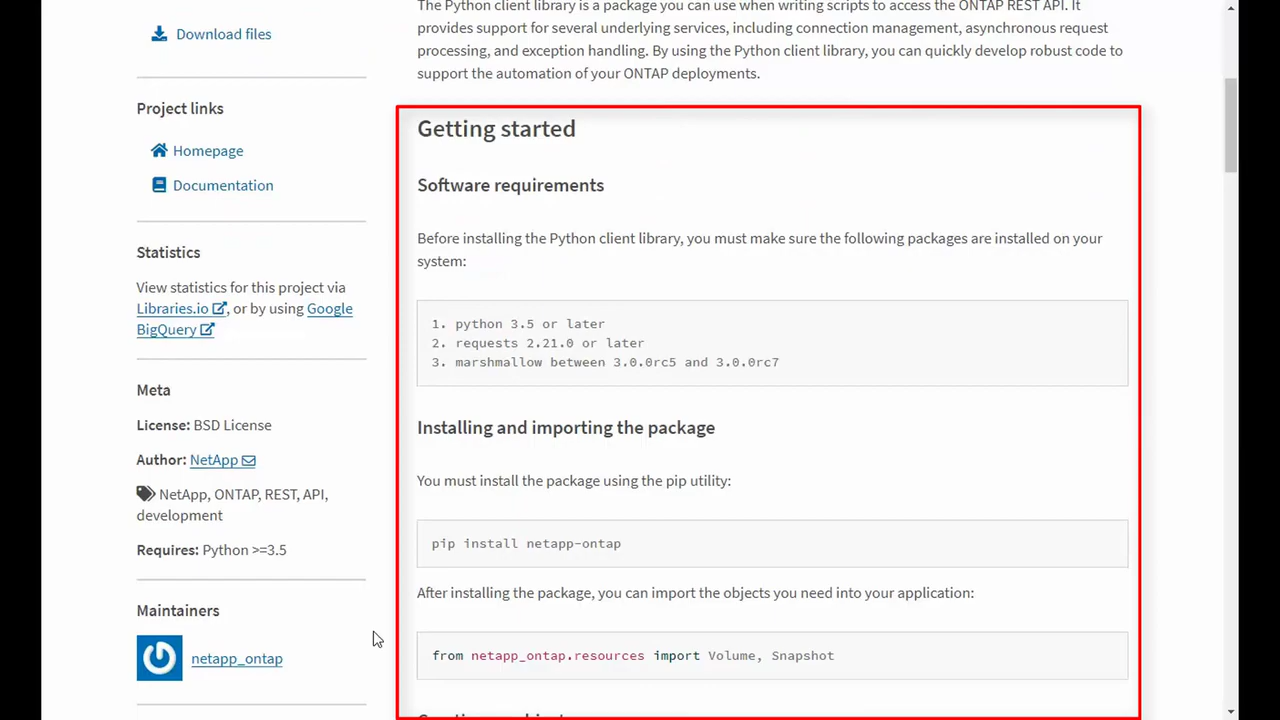 Download files
Project links
Homepage
Documentation
Statistics
View statistics for this project via
Libraries.io, or by using Google
BigQuery
Meta
License: BSD License
Author: NetApp
NetApp, ONTAP, REST, API,
development
Requires: Python >=3.5
Maintainers
netapp_ontap
The Python client library is a package you can use when writing scripts to access the ONTAP REST API. It
provides support for several underlying services, including connection management, asynchronous request
processing, and exception handling. By using the Python client library, you can quickly develop robust code to
support the automation of your ONTAP deployments.
Getting started
Software requirements
Before installing the Python client library, you must make sure the following packages are installed on your
system:
1. python 3.5 or later
2. requests 2.21.0 or later
3. marshmallow between 3.0.0rc5 and 3.0.0rc7
Installing and importing the package
You must install the package using the pip utility:
pip install netapp-ontap
After installing the package, you can import the objects you need into your application:
from netapp_ontap.resources import Volume, Snapshot